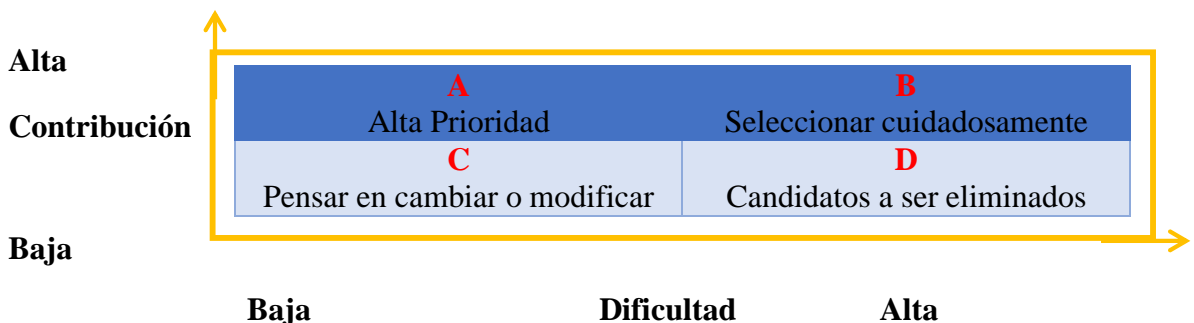 Alta
A
B
Contribución
Alta Prioridad
Seleccionar cuidadosamente
C
D
Pensar en cambiar o modificar
Candidatos a ser eliminados
Baja
Baja
Dificultad
Alta